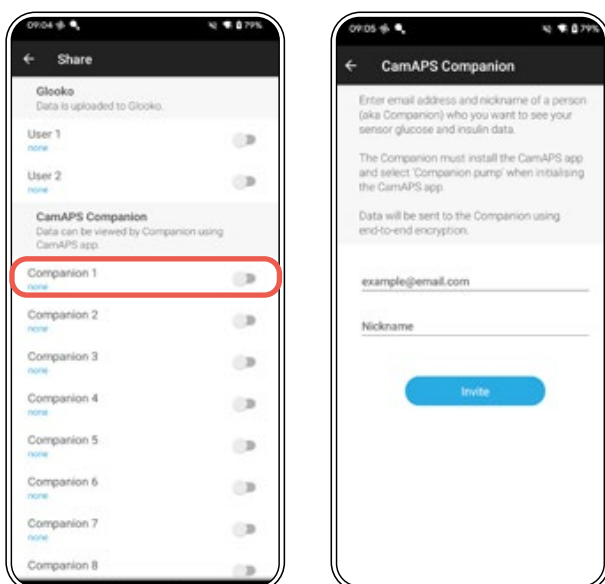 09:04
79%
Share
Glooko
Data is uploaded to Glooko.
User 1
none
User 2
none
CamAPS Companion
Data can be viewed by Companion using
CamAPS app.
Companion 1
none
Companion 2
none
Companion 3
none
Companion 4
none
Companion 5
none
Companion 6
none
Companion 7
none
Companion 8
09:05
79%
CamAPS Companion
Enter email address and nickname of a person
(aka Companion) who you want to see your
sensor glucose and insulin data.
The Companion must install the CamAPS app
and select 'Companion pump' when initialising
the CamAPS app.
Data will be sent to the Companion using
end-to-end encryption.
example@email.com
Nickname
Invite